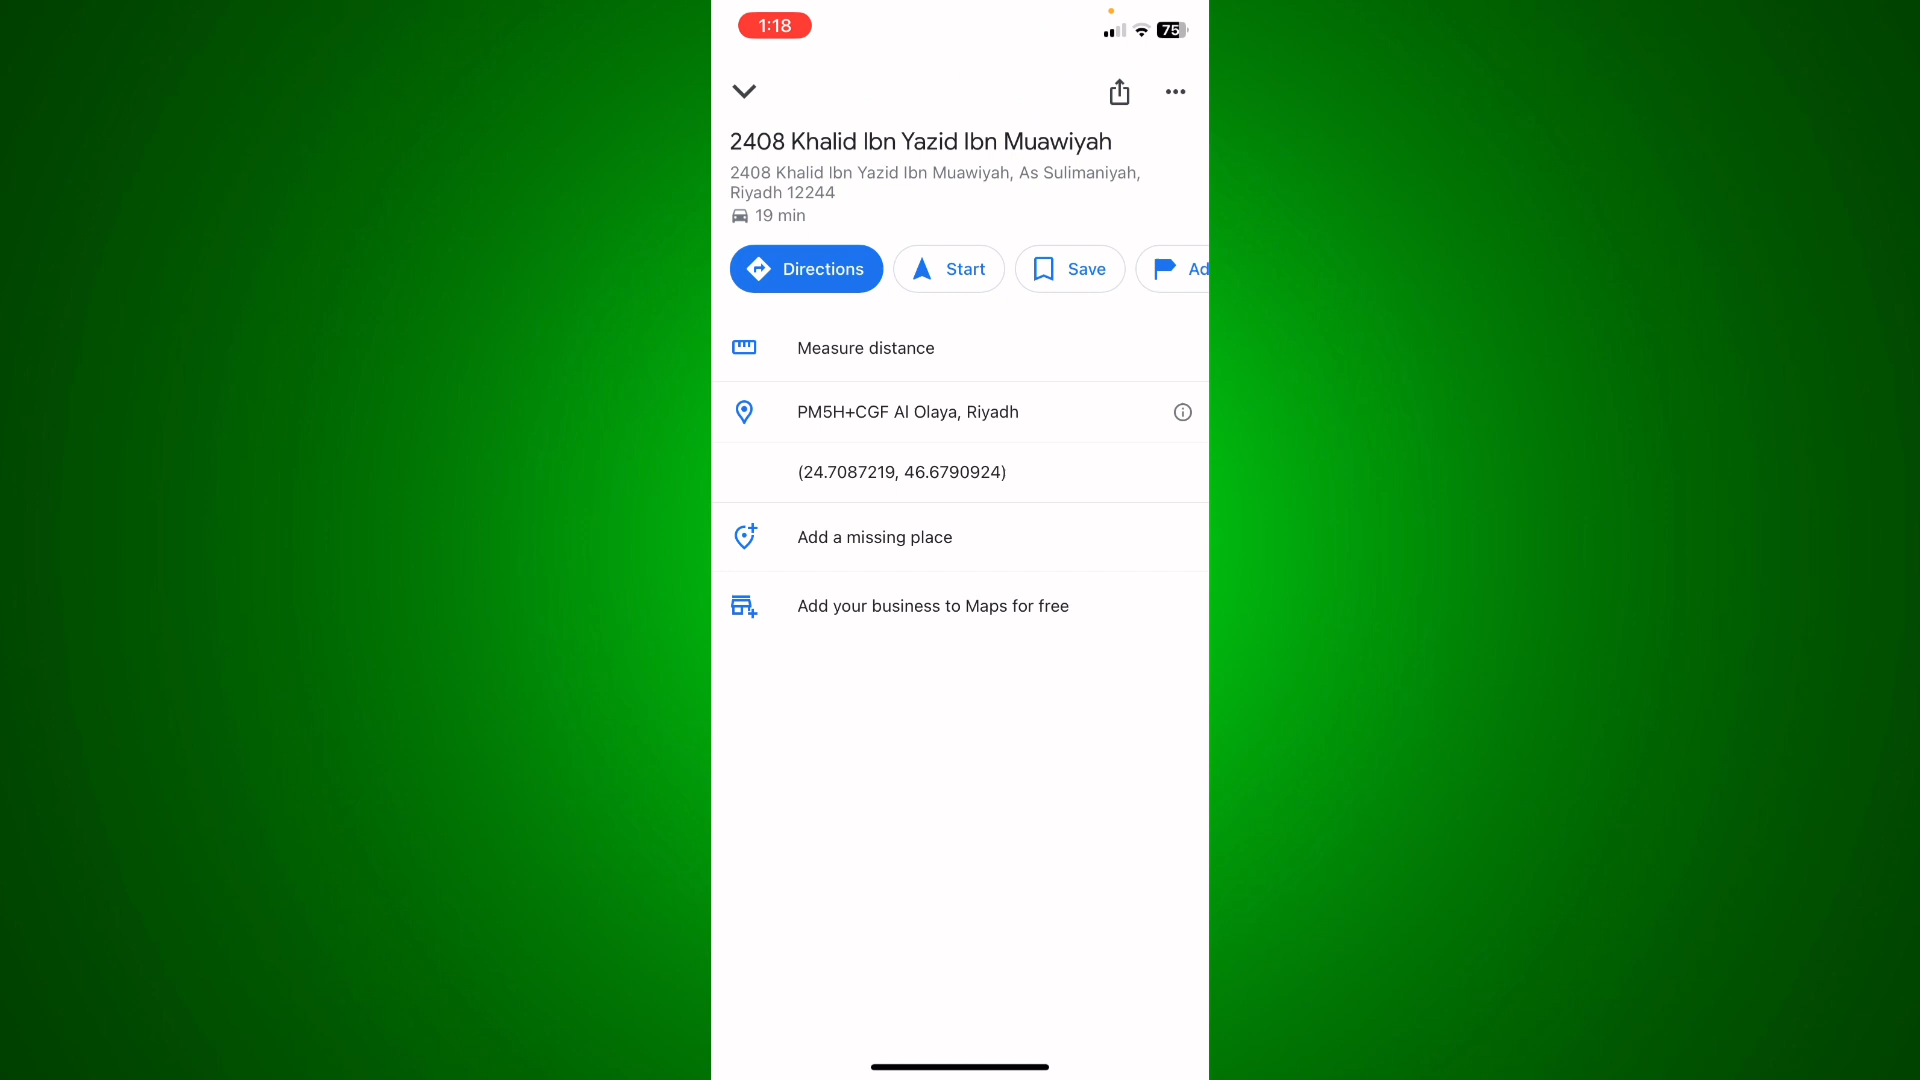 1:18
75
2408 Khalid Ibn Yazid Ibn Muawiyah
2408 Khalid Ibn Yazid Ibn Muawiyah, As Sulimaniyah,
Riyadh 12244
19 min
Directions Start Save Ad
Measure distance
PM5H+CGF Al Olaya, Riyadh
(24.7087219, 46.6790924)
Add a missing place
Add your business to Maps for free